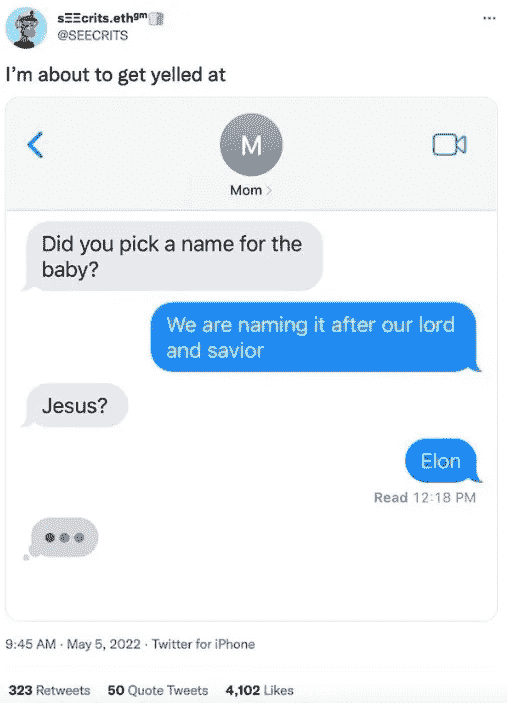 sΞΞcrits.ethᵍᵐ
@SEECRITS
I'm about to get yelled at
M
Mom
Did you pick a name for the
baby?
We are naming it after our lord
and savior
Jesus?
Elon
Read 12:18 PM
9:45 AM · May 5, 2022 · Twitter for iPhone
323 Retweets 50 Quote Tweets 4,102 Likes